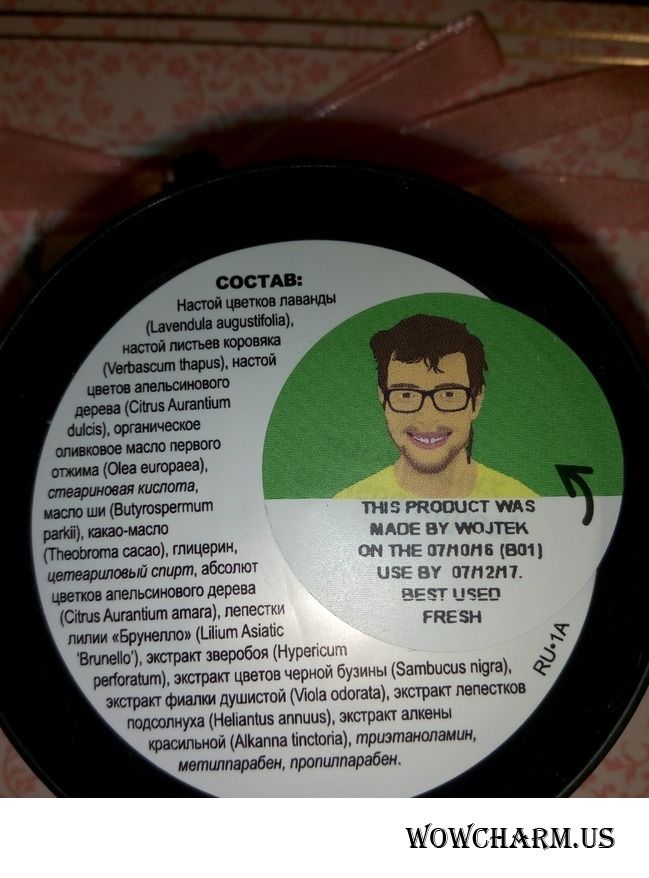 СОСТАВ:
Настой цветков лаванды
(Lavendula augustifolia),
настой листьев коровяка
(Verbascum thapus), настой
цветов апельсинового
дерева (Citrus Aurantium
dulcis), органическое
оливковое масло первого
отжима (Olea europaea),
стеариновая кислота,
масло ши (Butyrospermum
parkii), какао-масло
(Theobroma cacao), глицерин,
цетеариловый спирт, абсолют
цветков апельсинового дерева
(Citrus Aurantium amara), лепестки
лилии «Брунелло» (Lilium Asiatic
'Brunello'), экстракт зверобоя (Hypericum
perforatum), экстракт цветов черной бузины (Sambucus nigra),
экстракт фиалки душистой (Viola odorata), экстракт лепестков
подсолнуха (Heliantus annuus), экстракт алкены
красильной (Alkanna tinctoria), триэтаноламин,
метилпарабен, пропилпарабен.
THIS PRODUCT WAS
MADE BY WOJTEK
ON THE 07/10/16 (B01)
USE BY 07/12/17.
BEST USED
FRESH
RU•1A
WOWCHARM.US